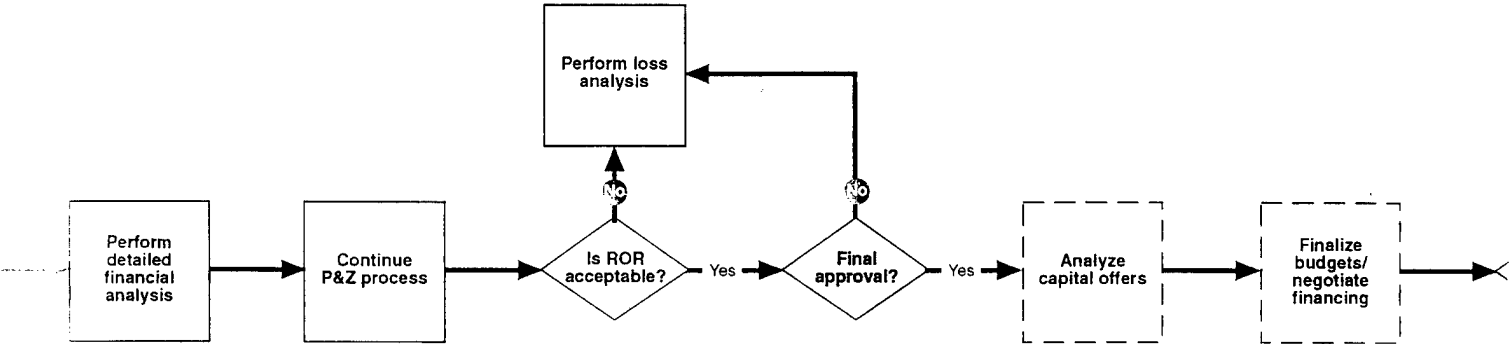 Perform loss
analysis
No
No
Perform
detailed
financial
analysis
Continue
P&Z process
Is ROR
acceptable?
Yes
Final
approval?
Yes
Analyze
capital offers
Finalize
budgets/
negotiate
financing